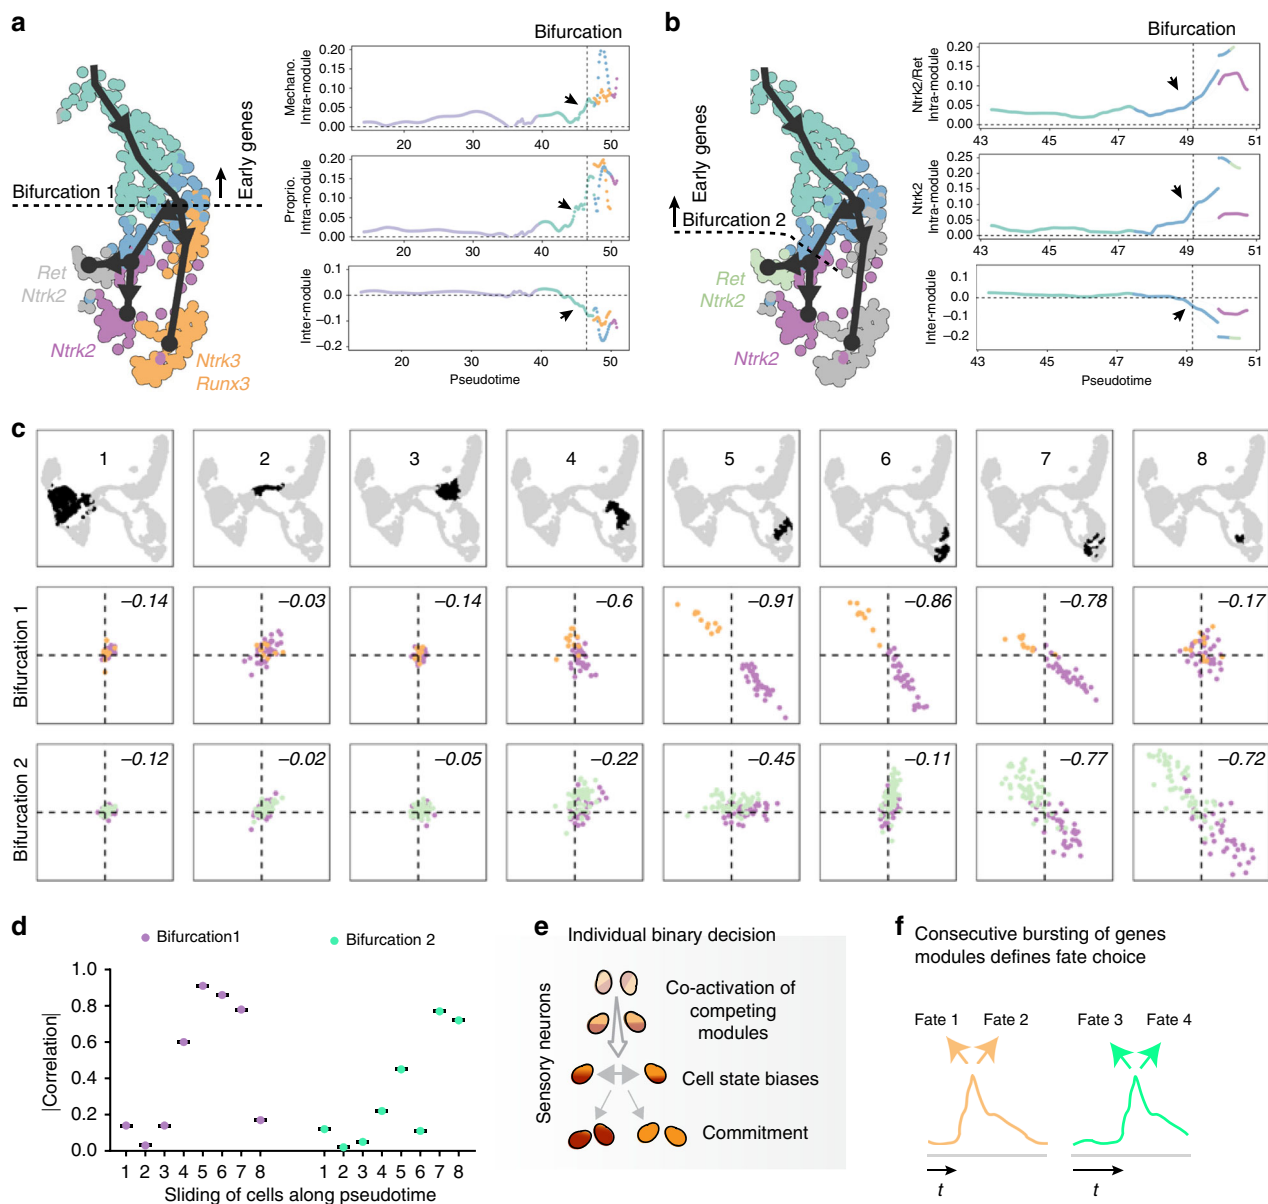 a
Bifurcation 1
Early genes
Ret
Ntrk2
Ntrk2
Ntrk3
Runx3
Bifurcation
Mechano.
Intra-module
0.20
0.15
0.10
0.05
0.00
20 30 40 50
Proprio.
Intra-module
0.20
0.15
0.10
0.05
0.00
20 30 40 50
Inter-module
0.1
0.0
−0.1
−0.2
20 30 40 50
Pseudotime
b
Early genes
Bifurcation 2
Ret
Ntrk2
Ntrk2
Bifurcation
Ntrk2/Ret
Intra-module
0.20
0.15
0.10
0.05
0.00
43 44 45 46 47 48 49 50 51
Ntrk2
Intra-module
0.25
0.20
0.15
0.10
0.05
0.00
43 44 45 46 47 48 49 50 51
Inter-module
0.1
0.0
−0.1
−0.2
43 44 45 46 47 48 49 50 51
Pseudotime
c
1 2 3 4 5 6 7 8
Bifurcation 1
−0.14 −0.03 −0.14 −0.6 −0.91 −0.86 −0.78 −0.17
Bifurcation 2
−0.12 −0.02 −0.05 −0.22 −0.45 −0.11 −0.77 −0.72
d
Bifurcation1 Bifurcation 2
|Correlation|
1.0
0.8
0.6
0.4
0.2
0.0
1 2 3 4 5 6 7 8 1 2 3 4 5 6 7 8
Sliding of cells along pseudotime
e
Individual binary decision
Sensory neurons
Co-activation of
competing
modules
Cell state biases
Commitment
f
Consecutive bursting of genes
modules defines fate choice
Fate 1 Fate 2 Fate 3 Fate 4
t t